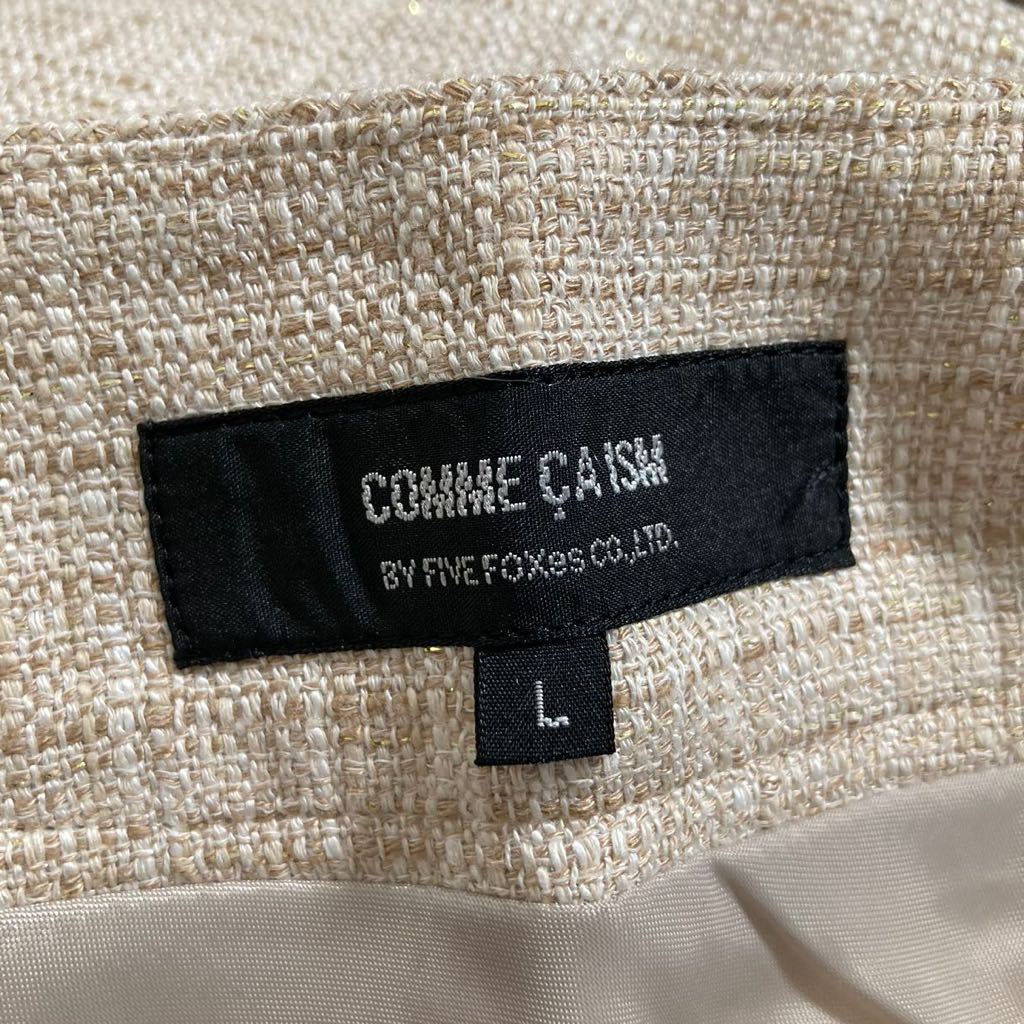 COMME ÇA ISM
BY FIVE FOXes CO.,LTD.
L